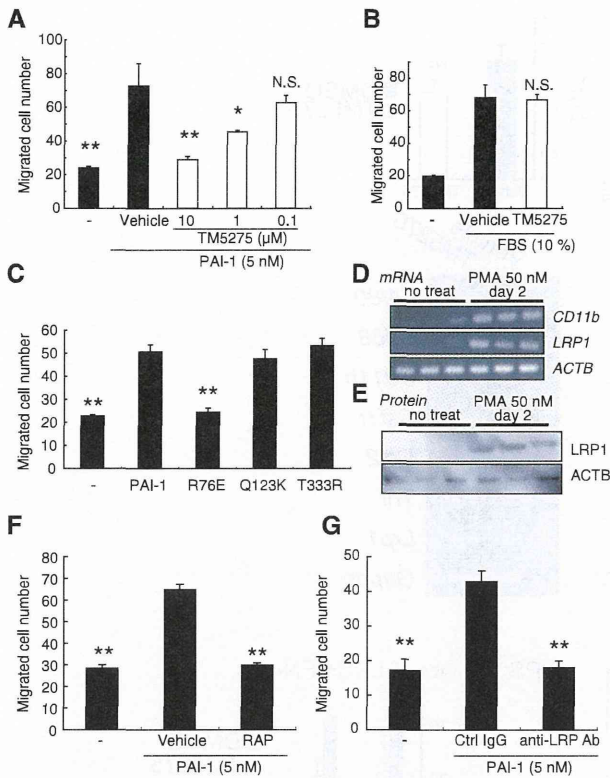 A
Migrated cell number
100
80
60
40
20
0
**
**
*
N.S.
-
Vehicle
10
1
0.1
TM5275 (µM)
PAI-1 (5 nM)
B
Migrated cell number
100
80
60
40
20
0
N.S.
-
Vehicle TM5275
FBS (10 %)
C
Migrated cell number
60
50
40
30
20
10
0
**
**
-
PAI-1
R76E
Q123K
T333R
D
mRNA
no treat
PMA 50 nM
day 2
CD11b
LRP1
ACTB
E
Protein
no treat
PMA 50 nM
day 2
LRP1
ACTB
F
Migrated cell number
80
70
60
50
40
30
20
10
0
**
**
-
Vehicle
RAP
PAI-1 (5 nM)
G
Migrated cell number
50
40
30
20
10
0
**
**
-
Ctrl IgG
anti-LRP Ab
PAI-1 (5 nM)